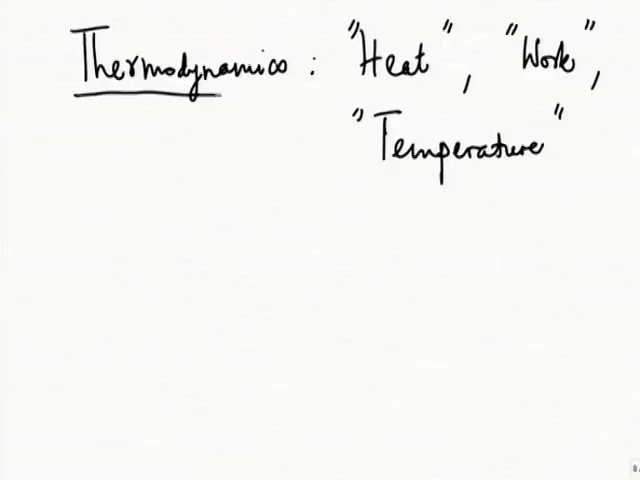 Thermodynamics : "Heat", "Work",
"Temperature"